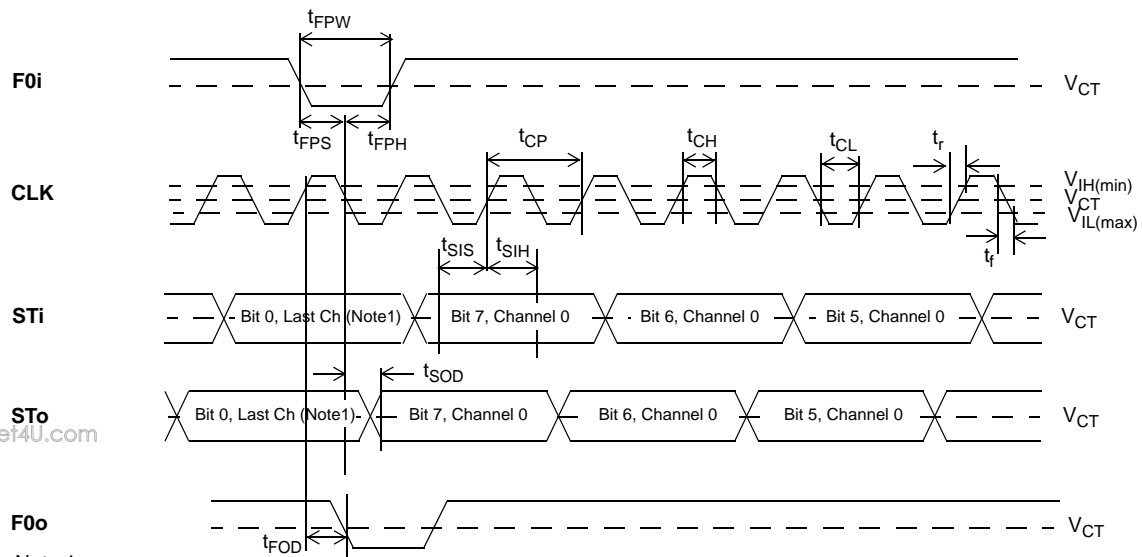 tFPW
F0i
VCT
tFPS
tFPH
tCP
tCH
tCL
tr
CLK
VIH(min)
VCT
VIL(max)
tSIS
tSIH
tf
STi
Bit 0, Last Ch (Note1)
Bit 7, Channel 0
Bit 6, Channel 0
Bit 5, Channel 0
VCT
tSOD
STo
Bit 0, Last Ch (Note1)
Bit 7, Channel 0
Bit 6, Channel 0
Bit 5, Channel 0
VCT
et4U.com
F0o
tFOD
VCT